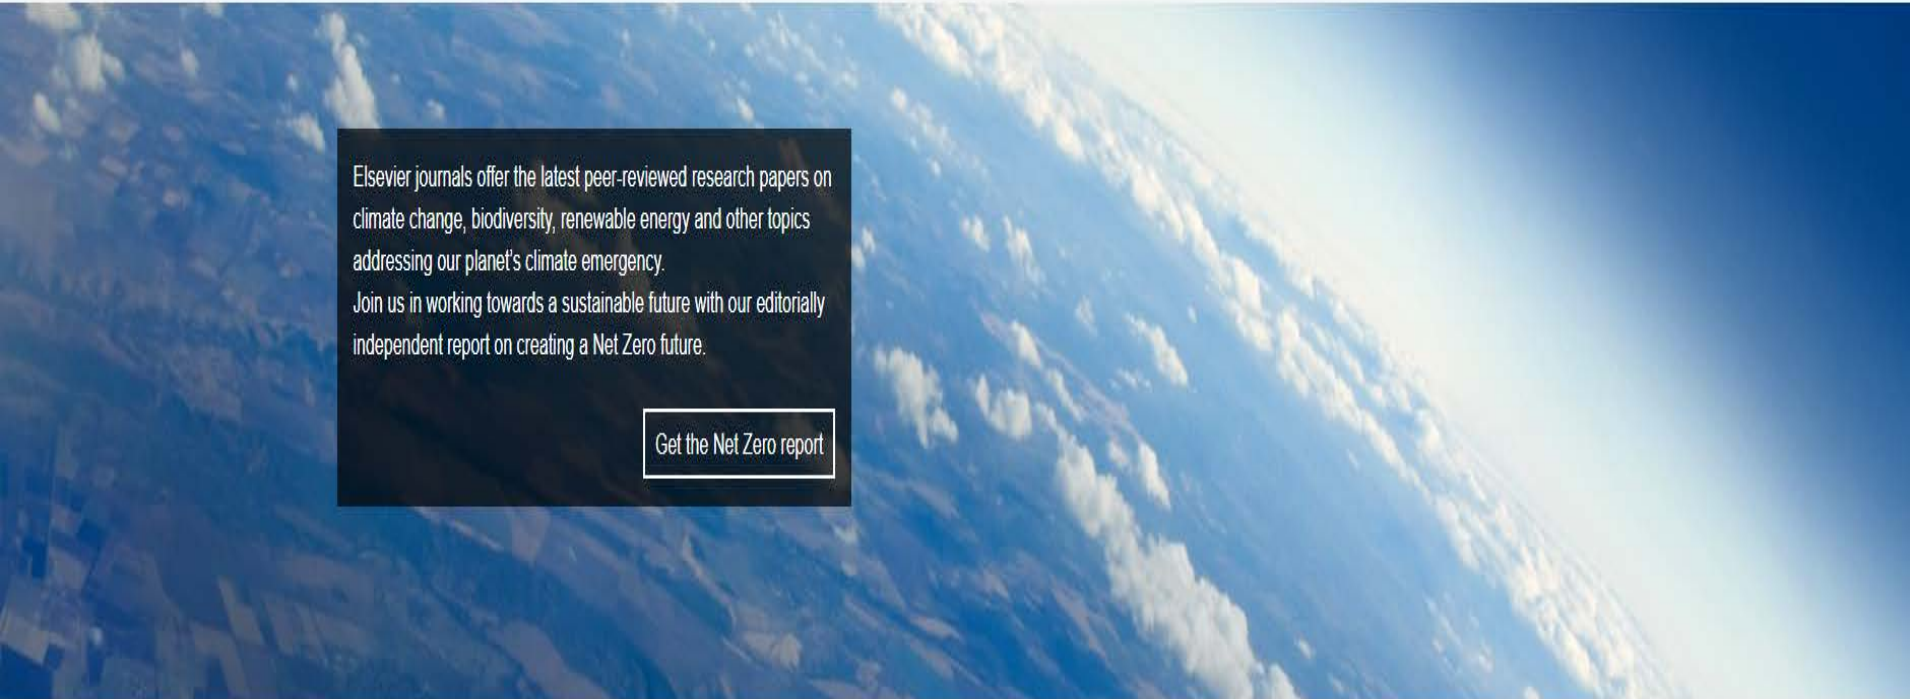 Elsevier journals offer the latest peer-reviewed research papers on
climate change, biodiversity, renewable energy and other topics
addressing our planet's climate emergency.
Join us in working towards a sustainable future with our editorially
independent report on creating a Net Zero future.
Get the Net Zero report